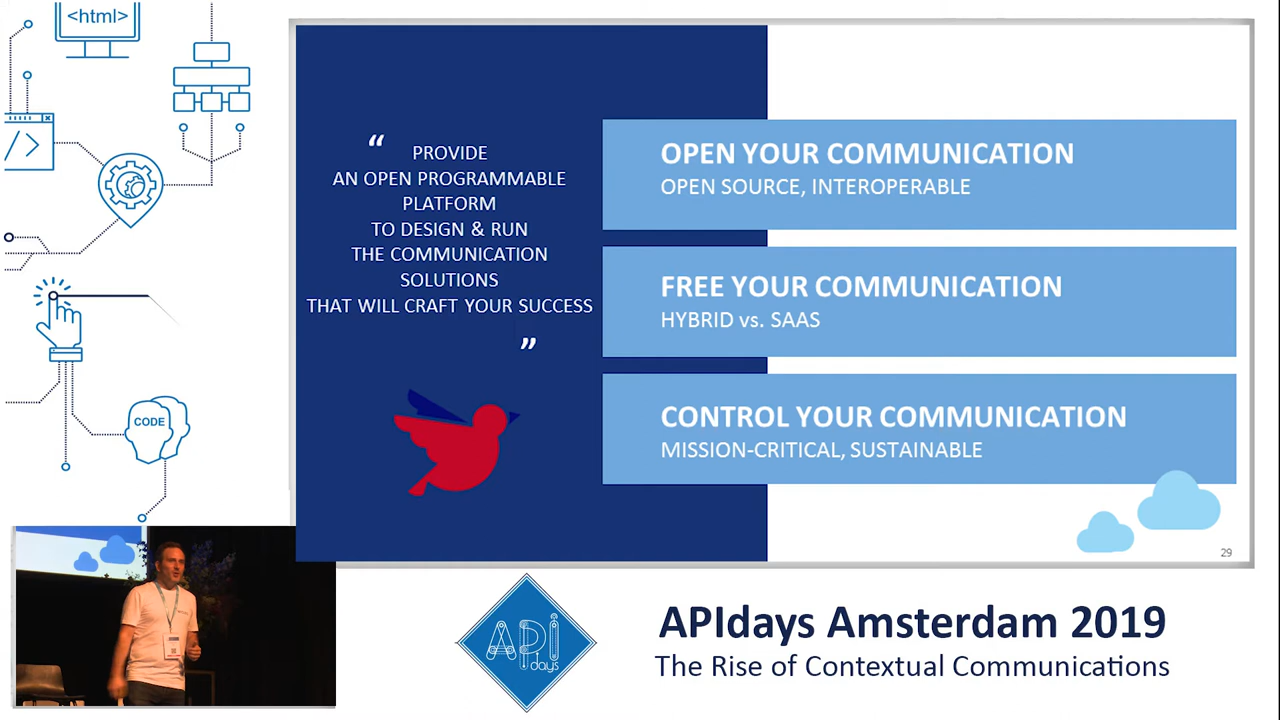 <html>
</>
CODE
“
PROVIDE
AN OPEN PROGRAMMABLE
PLATFORM
TO DESIGN & RUN
THE COMMUNICATION
SOLUTIONS
THAT WILL CRAFT YOUR SUCCESS
”
OPEN YOUR COMMUNICATION
OPEN SOURCE, INTEROPERABLE
FREE YOUR COMMUNICATION
HYBRID vs. SAAS
CONTROL YOUR COMMUNICATION
MISSION-CRITICAL, SUSTAINABLE
29
API
days
APIdays Amsterdam 2019
The Rise of Contextual Communications